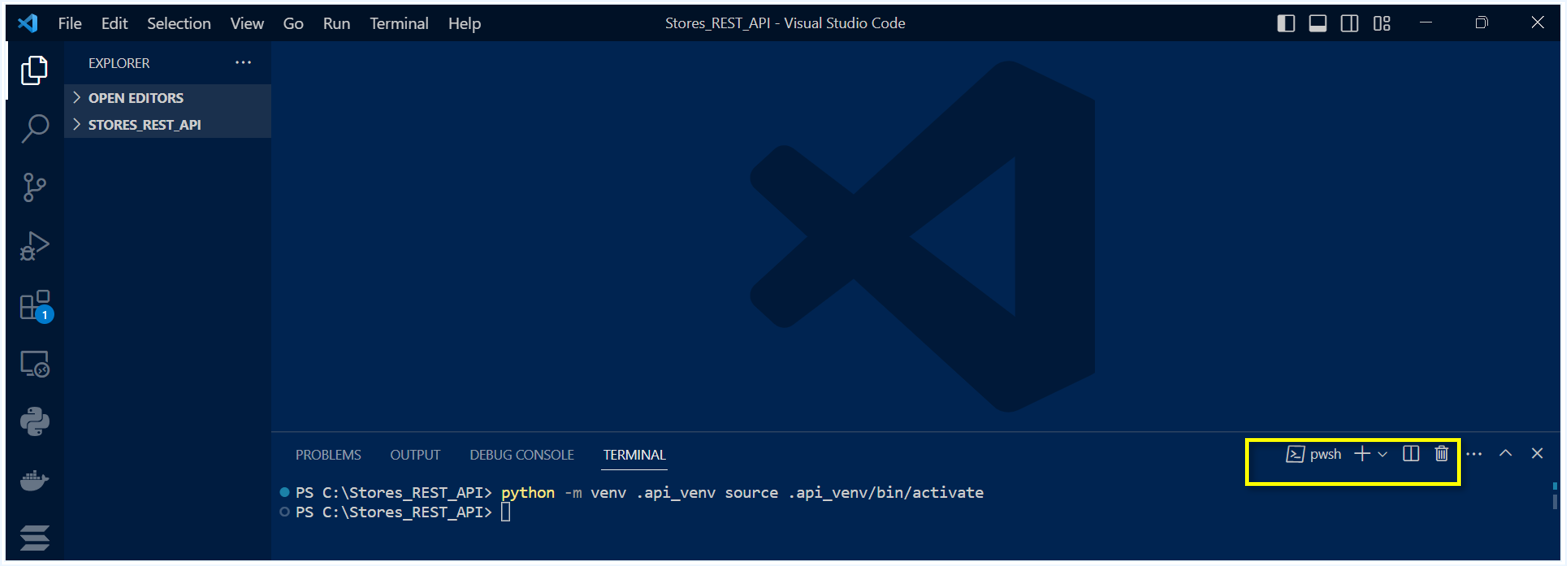 File Edit Selection View Go Run Terminal Help Stores_REST_API - Visual Studio Code
EXPLORER ...
OPEN EDITORS
STORES_REST_API
1
PROBLEMS OUTPUT DEBUG CONSOLE TERMINAL pwsh
PS C:\Stores_REST_API> python -m venv .api_venv source .api_venv/bin/activate
PS C:\Stores_REST_API>